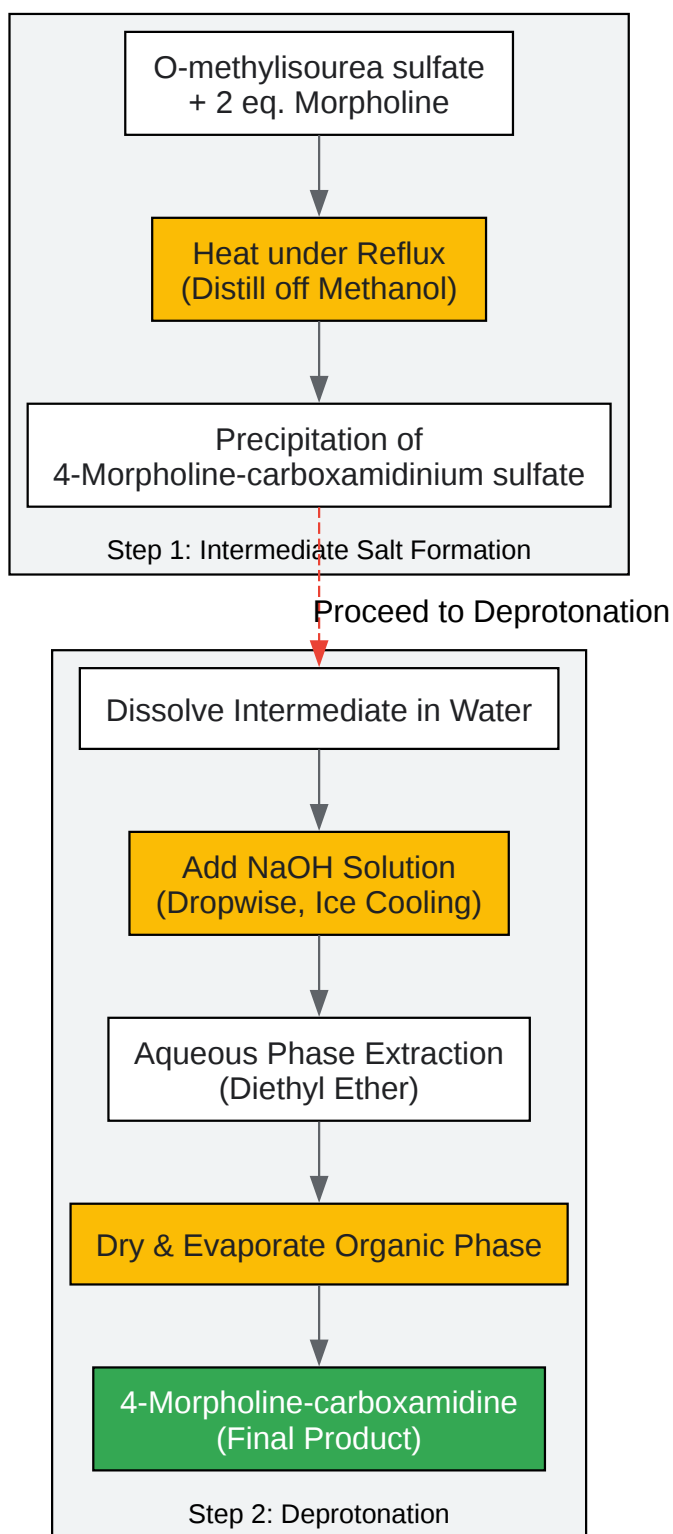 O-methylisourea sulfate
+ 2 eq. Morpholine
Heat under Reflux
(Distill off Methanol)
Precipitation of
4-Morpholine-carboxamidinium sulfate
Step 1: Intermediate Salt Formation
Proceed to Deprotonation
Dissolve Intermediate in Water
Add NaOH Solution
(Dropwise, Ice Cooling)
Aqueous Phase Extraction
(Diethyl Ether)
Dry & Evaporate Organic Phase
4-Morpholine-carboxamidine
(Final Product)
Step 2: Deprotonation